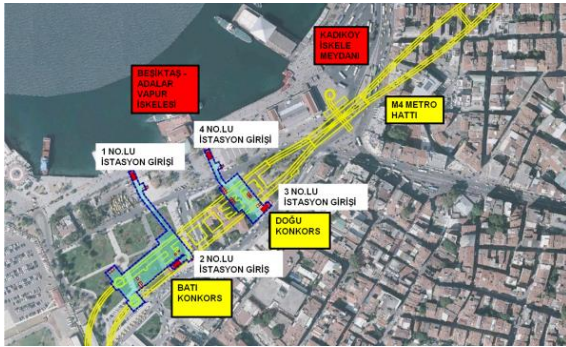 KADIKÖY
İSKELE
MEYDANI
BEŞİKTAŞ -
ADALAR
VAPUR
İSKELESİ
M4 METRO
HATTI
4 NO.LU
İSTASYON GİRİŞİ
1 NO.LU
İSTASYON GİRİŞİ
3 NO.LU
İSTASYON GİRİŞİ
DOĞU
KONKORS
2 NO.LU
İSTASYON GİRİŞ
BATI
KONKORS